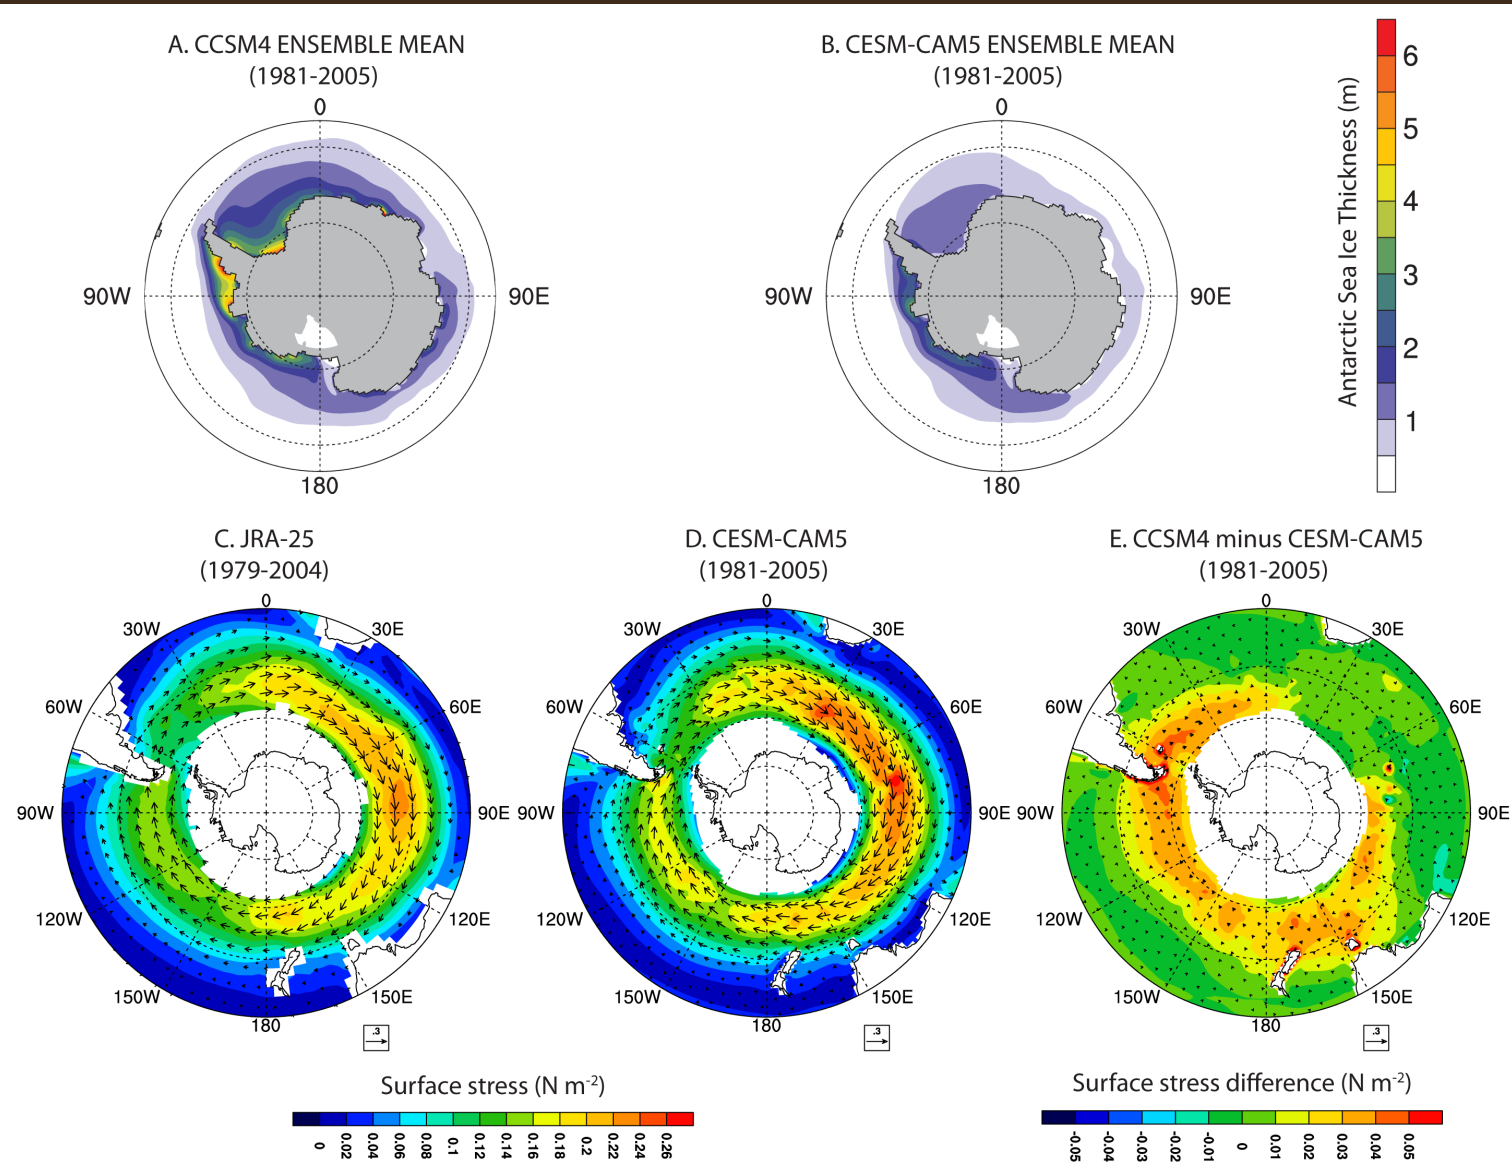 A. CCSM4 ENSEMBLE MEAN
(1981-2005)
B. CESM-CAM5 ENSEMBLE MEAN
(1981-2005)
0
90W
90E
180
0
90W
90E
180
Antarctic Sea Ice Thickness (m)
6
5
4
3
2
1
C. JRA-25
(1979-2004)
D. CESM-CAM5
(1981-2005)
E. CCSM4 minus CESM-CAM5
(1981-2005)
0
30W
30E
60W
60E
90W
90E
120W
120E
150W
150E
180
.3
0
30W
30E
60W
60E
90W
90E
120W
120E
150W
150E
180
.3
0
30W
30E
60W
60E
90W
90E
120W
120E
150W
150E
180
.3
Surface stress (N m-2)
0
0.02
0.04
0.06
0.08
0.1
0.12
0.14
0.16
0.18
0.2
0.22
0.24
0.26
Surface stress difference (N m-2)
-0.05
-0.04
-0.03
-0.02
-0.01
0
0.01
0.02
0.03
0.04
0.05